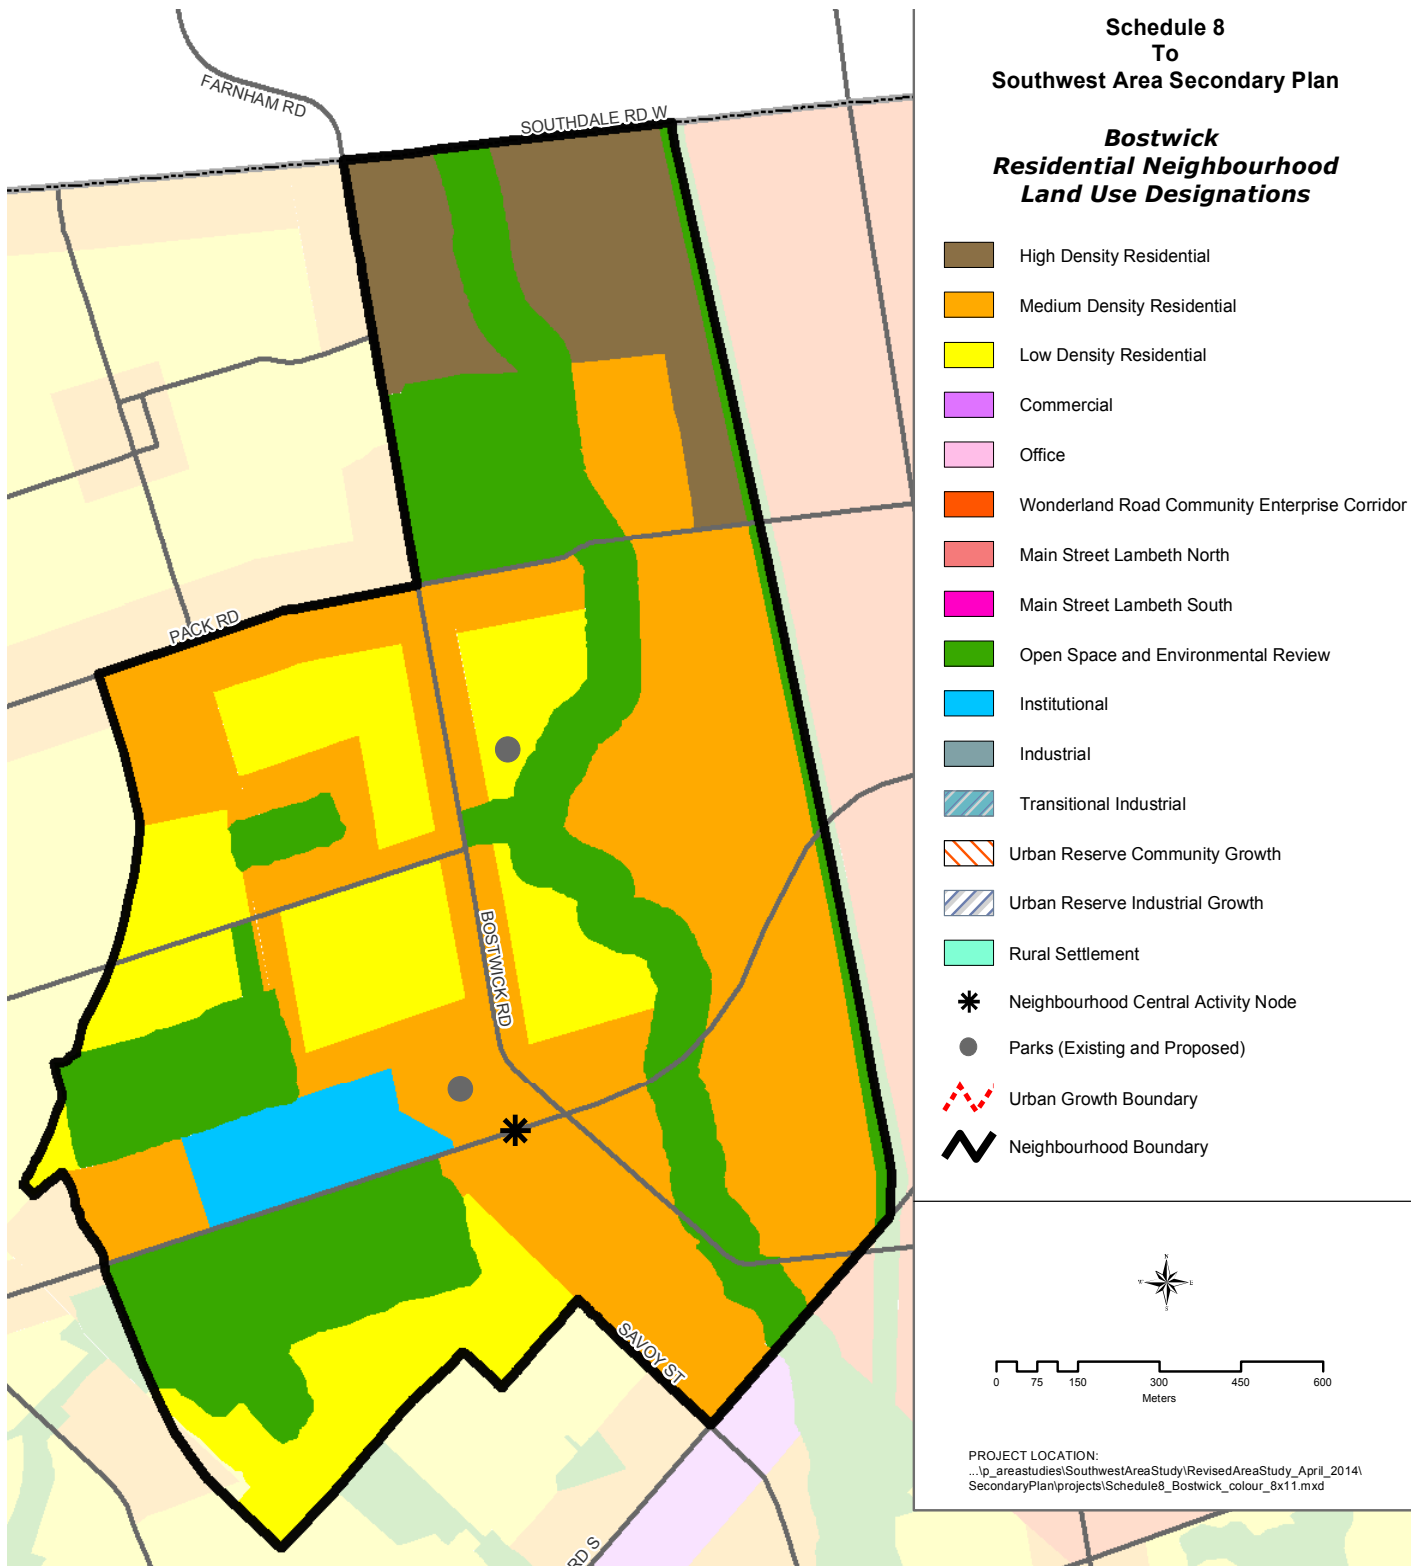 Schedule 8
To
Southwest Area Secondary Plan
Bostwick
Residential Neighbourhood
Land Use Designations
High Density Residential
Medium Density Residential
Low Density Residential
Commercial
Office
Wonderland Road Community Enterprise Corridor
Main Street Lambeth North
Main Street Lambeth South
Open Space and Environmental Review
Institutional
Industrial
Transitional Industrial
Urban Reserve Community Growth
Urban Reserve Industrial Growth
Rural Settlement
Neighbourhood Central Activity Node
Parks (Existing and Proposed)
Urban Growth Boundary
Neighbourhood Boundary
N
W E
S
0 75 150 300 450 600
Meters
PROJECT LOCATION:
...\p_areastudies\SouthwestAreaStudy\RevisedAreaStudy_April_2014\
SecondaryPlan\projects\Schedule8_Bostwick_colour_8x11.mxd
FARNHAM RD
SOUTHDALE RD W
PACK RD
BOSTWICK RD
SAVOY ST
RD S